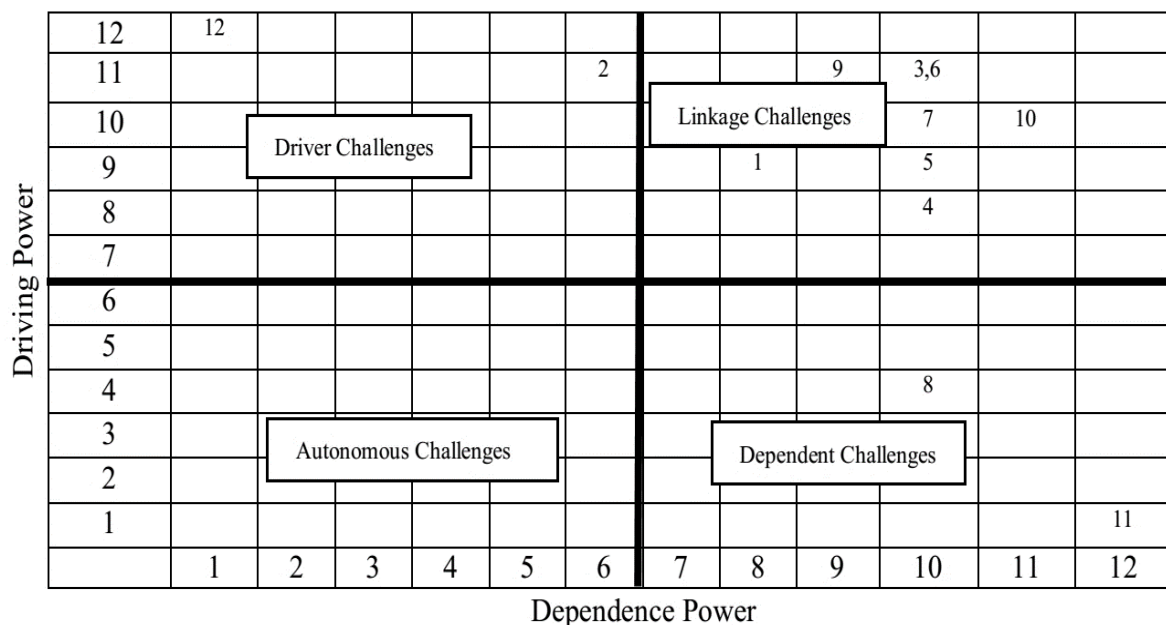 12 12
11 2 9 3,6
Linkage Challenges
10 7 10
Driver Challenges
9 1 5
8 4
7
6
5
4 8
3
Autonomous Challenges Dependent Challenges
2
1 11
1 2 3 4 5 6 7 8 9 10 11 12
Driving Power
Dependence Power